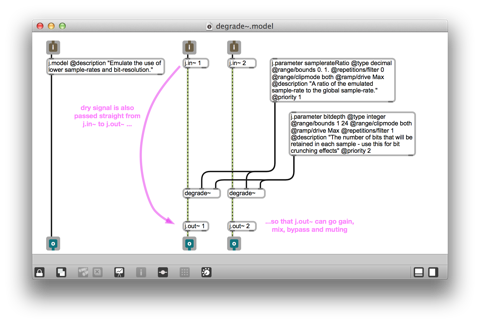 degrade~.model
j.model @description "Emulate the use of
lower sample-rates and bit-resolution."
j.in~ 1
j.in~ 2
j.parameter samplerateRatio @type decimal
@range/bounds 0. 1. @repetitions/filter 0
@range/clipmode both @ramp/drive Max
@description "A ratio of the emulated
sample-rate to the global sample-rate."
@priority 1
dry signal is also
passed straight from
j.in~ to j.out~ ...
j.parameter bitdepth @type integer
@range/bounds 1 24 @range/clipmode both
@ramp/drive Max @repetitions/filter 1
@description "The number of bits that will be
retained in each sample - use this for bit
crunching effects" @priority 2
degrade~
degrade~
j.out~ 1
j.out~ 2
...so that j.out~ can go gain,
mix, bypass and muting